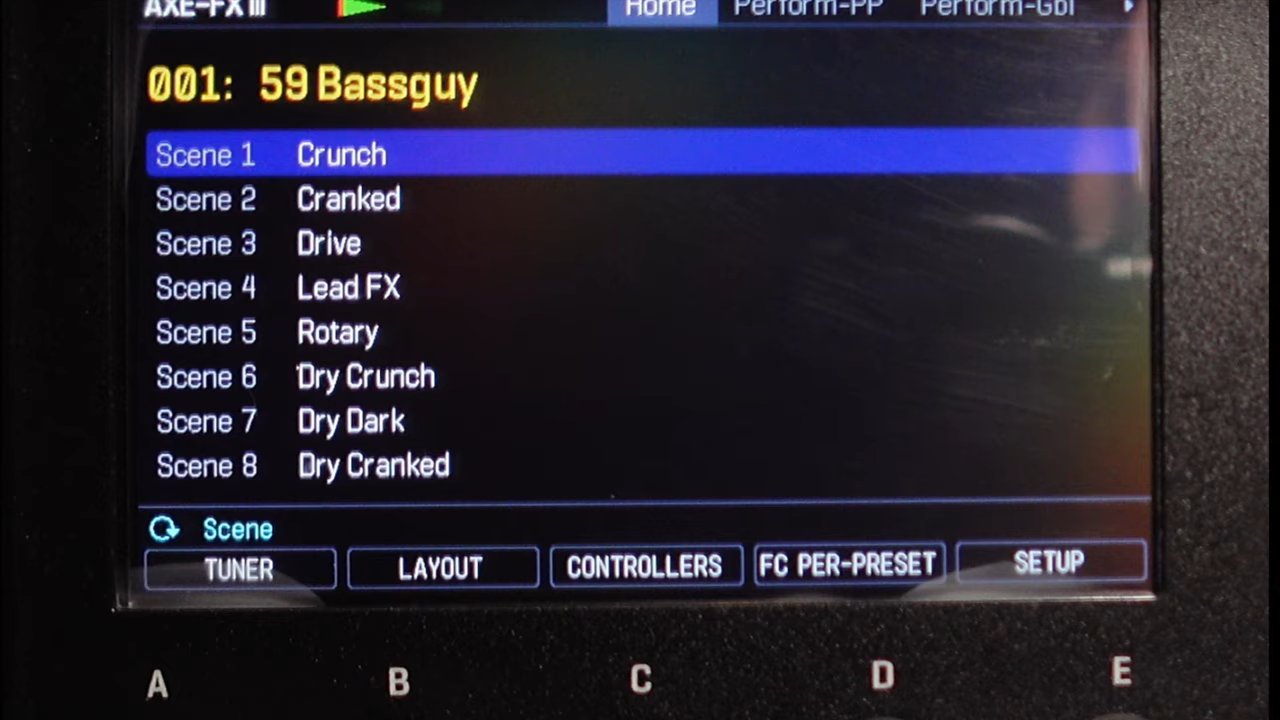 AXE-FX III Home Perform-PP Perform-Gbl
001: 59 Bassguy
Scene 1 Crunch
Scene 2 Cranked
Scene 3 Drive
Scene 4 Lead FX
Scene 5 Rotary
Scene 6 Dry Crunch
Scene 7 Dry Dark
Scene 8 Dry Cranked
Scene
TUNER LAYOUT CONTROLLERS FC PER-PRESET SETUP
A B C D E